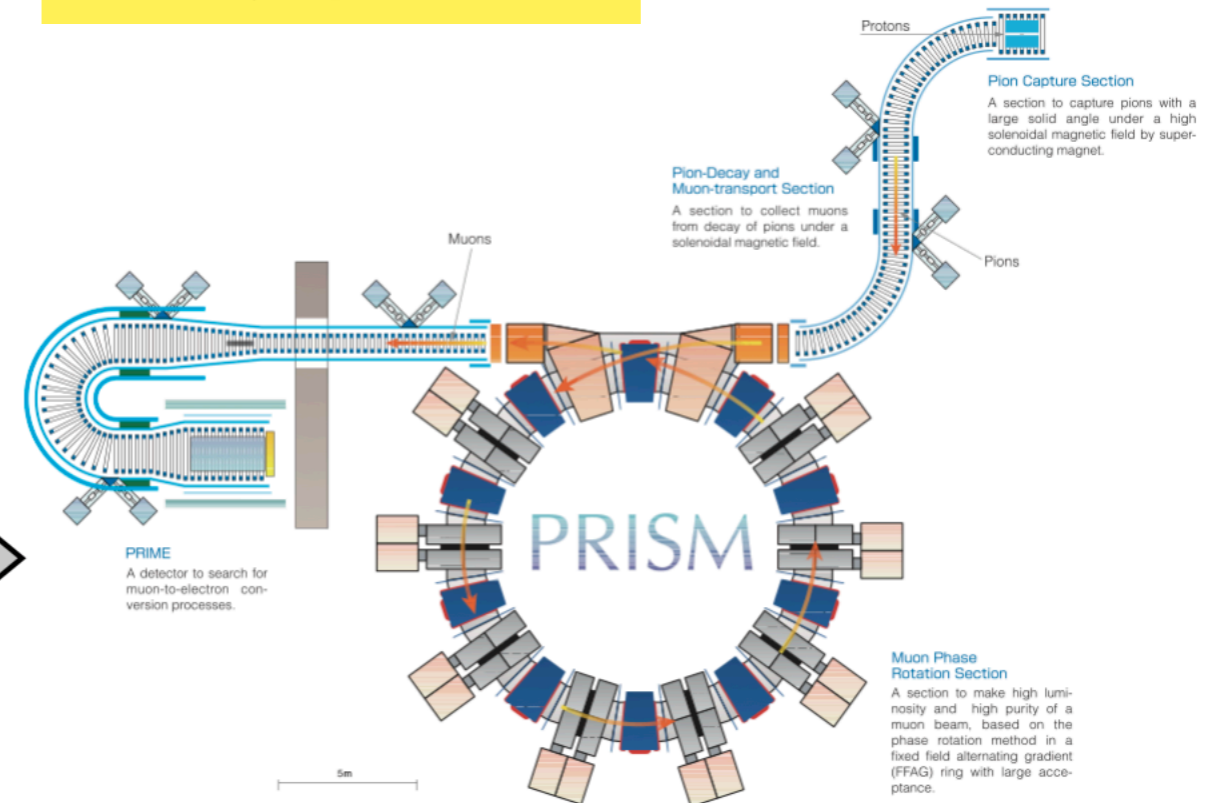 Protons
Pion Capture Section
A section to capture pions with a
large solid angle under a high
solenoidal magnetic field by super-
conducting magnet.
Pion-Decay and
Muon-transport Section
A section to collect muons
from decay of pions under a
solenoidal magnetic field.
Pions
Muons
PRISM
PRIME
A detector to search for
muon-to-electron con-
version processes.
Muon Phase
Rotation Section
A section to make high lumi-
nosity and high purity of a
muon beam, based on the
phase rotation method in a
fixed field alternating gradient
(FFAG) ring with large acce-
ptance.
5m